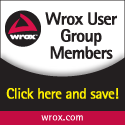 wrox
Wrox User
Group
Members
Click here and save!
wrox.com